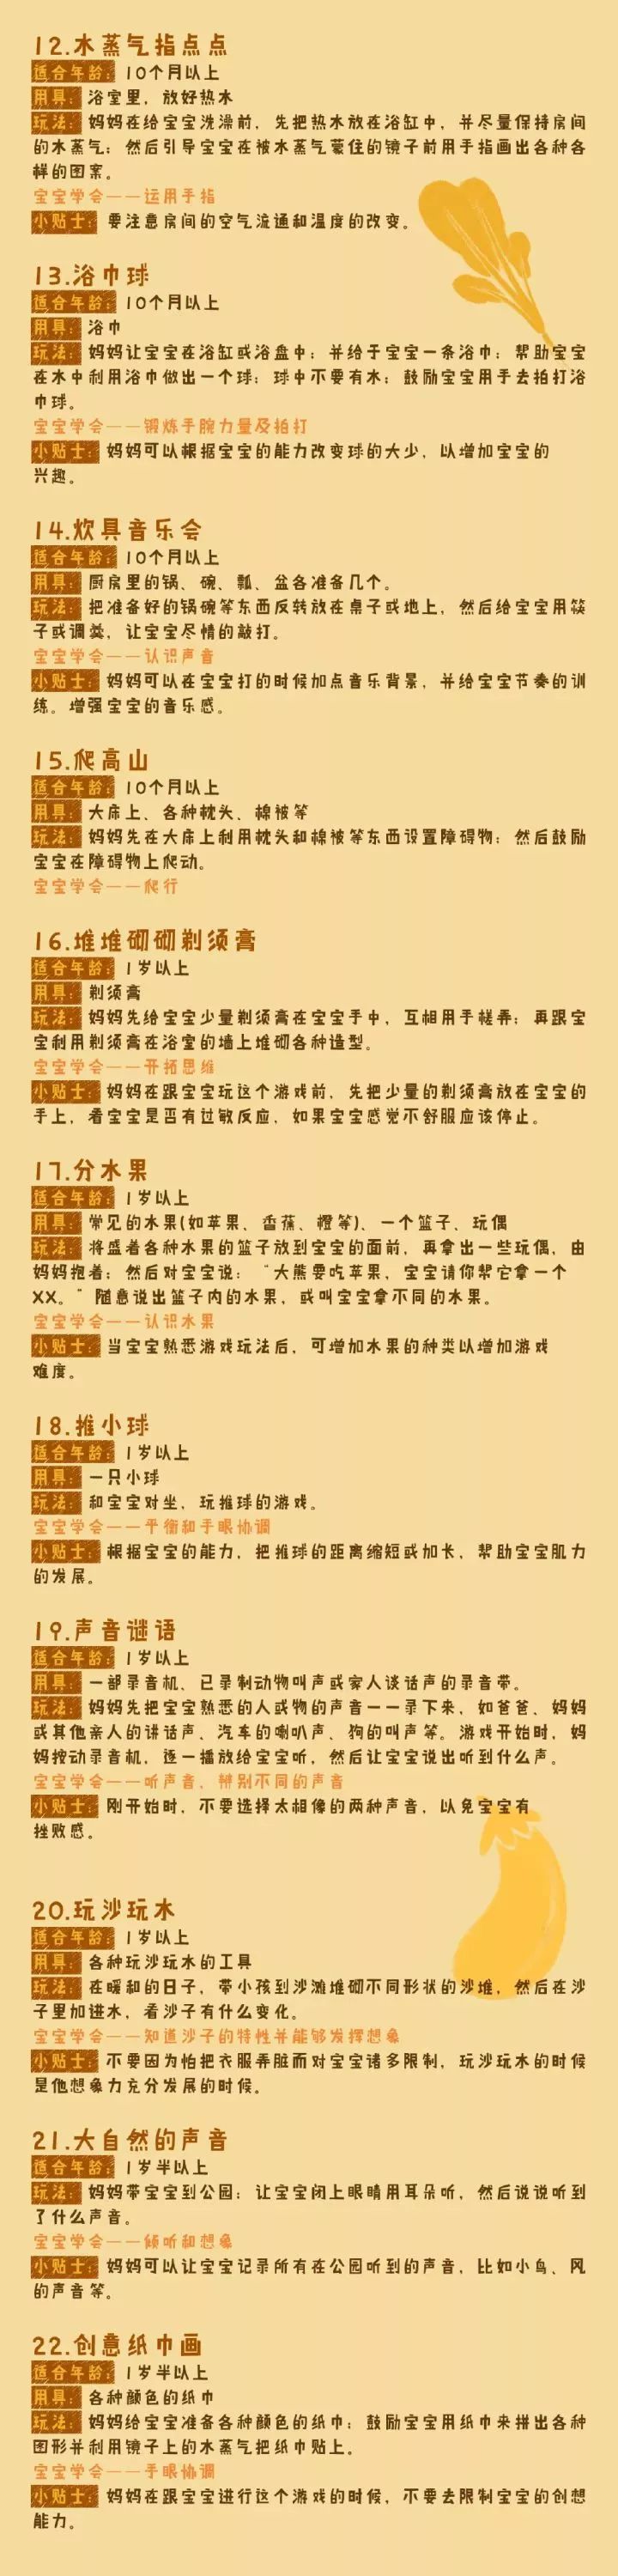 12.水蒸气指点点
适合年龄：10个月以上
用具：浴室里，放好热水
玩法：妈妈在给宝宝洗澡前，先把热水放在浴缸中，并尽量保持房间
的水蒸气；然后引导宝宝在被水蒸气蒙住的镜子前用手指画出各种各
样的图案。
宝宝学会——运用手指
小贴士：要注意房间的空气流通和温度的改变。
13.浴巾球
适合年龄：10个月以上
用具：浴巾
玩法：妈妈让宝宝在浴缸或浴盘中；并给于宝宝一条浴巾；帮助宝宝
在水中利用浴巾做出一个球；球中不要有水；鼓励宝宝用手去拍打浴
巾球。
宝宝学会——锻炼手腕力量及拍打
小贴士：妈妈可以根据宝宝的能力改变球的大少，以增加宝宝的
兴趣。
14.炊具音乐会
适合年龄：10个月以上
用具：厨房里的锅、碗、瓢、盆各准备几个。
玩法：把准备好的锅碗等东西反转放在桌子或地上，然后给宝宝用筷
子或调羹，让宝宝尽情的敲打。
宝宝学会——认识声音
小贴士：妈妈可以在宝宝打的时候加点音乐背景，并给宝宝节奏的训
练。增强宝宝的音乐感。
15.爬高山
适合年龄：10个月以上
用具：大床上、各种枕头、棉被等
玩法：妈妈先在大床上利用枕头和棉被等东西设置障碍物；然后鼓励
宝宝在障碍物上爬动。
宝宝学会——爬行
16.堆堆砌砌剃须膏
适合年龄：1岁以上
用具：剃须膏
玩法：妈妈先给宝宝少量剃须膏在宝宝手中，互相用手搓弄；再跟宝
宝利用剃须膏在浴室的墙上堆砌各种造型。
宝宝学会——开拓思维
小贴士：妈妈在跟宝宝玩这个游戏前，先把少量的剃须膏放在宝宝的
手上，看宝宝是否有过敏反应，如果宝宝感觉不舒服应该停止。
17.分水果
适合年龄：1岁以上
用具：常见的水果(如苹果、香蕉、橙等)、一个篮子、玩偶
玩法：将盛着各种水果的篮子放到宝宝的面前，再拿出一些玩偶，由
妈妈抱着；然后对宝宝说：“大熊要吃苹果，宝宝请你帮它拿一个
XX。”随意说出篮子内的水果，或叫宝宝拿不同的水果。
宝宝学会——认识水果
小贴士：当宝宝熟悉游戏玩法后，可增加水果的种类以增加游戏
难度。
18.推小球
适合年龄：1岁以上
用具：一只小球
玩法：和宝宝对坐，玩推球的游戏。
宝宝学会——平衡和手眼协调
小贴士：根据宝宝的能力，把推球的距离缩短或加长，帮助宝宝肌力
的发展。
19.声音谜语
适合年龄：1岁以上
用具：一部录音机、已录制动物叫声或家人谈话声的录音带。
玩法：妈妈先把宝宝熟悉的人或物的声音一一录下来，如爸爸、妈妈
或其他亲人的讲话声、汽车的喇叭声、狗的叫声等。游戏开始时，妈
妈按动录音机，逐一播放给宝宝听，然后让宝宝说出听到什么声。
宝宝学会——听声音，辨别不同的声音
小贴士：刚开始时，不要选择太相像的两种声音，以免宝宝有
挫败感。
20.玩沙玩水
适合年龄：1岁以上
用具：各种玩沙玩水的工具
玩法：在暖和的日子，带小孩到沙滩堆砌不同形状的沙堆，然后在沙
子里加进水，看沙子有什么变化。
宝宝学会——知道沙子的特性并能够发挥想象
小贴士：不要因为怕把衣服弄脏而对宝宝诸多限制，玩沙玩水的时候
是他想象力充分发展的时候。
21.大自然的声音
适合年龄：1岁半以上
玩法：妈妈带宝宝到公园；让宝宝闭上眼睛用耳朵听，然后说说听到
了什么声音。
宝宝学会——倾听和想象
小贴士：妈妈可以让宝宝记录所有在公园听到的声音，比如小鸟、风
的声音等。
22.创意纸巾画
适合年龄：1岁半以上
用具：各种颜色的纸巾
玩法：妈妈给宝宝准备各种颜色的纸巾；鼓励宝宝用纸巾来拼出各种
图形并利用镜子上的水蒸气把纸巾贴上。
宝宝学会——手眼协调
小贴士：妈妈在跟宝宝进行这个游戏的时候，不要去限制宝宝的创想
能力。